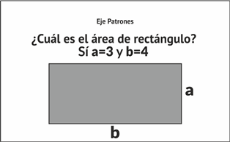 Eje Patrones
¿Cuál es el área de rectángulo?
Sí a=3 y b=4
a
b